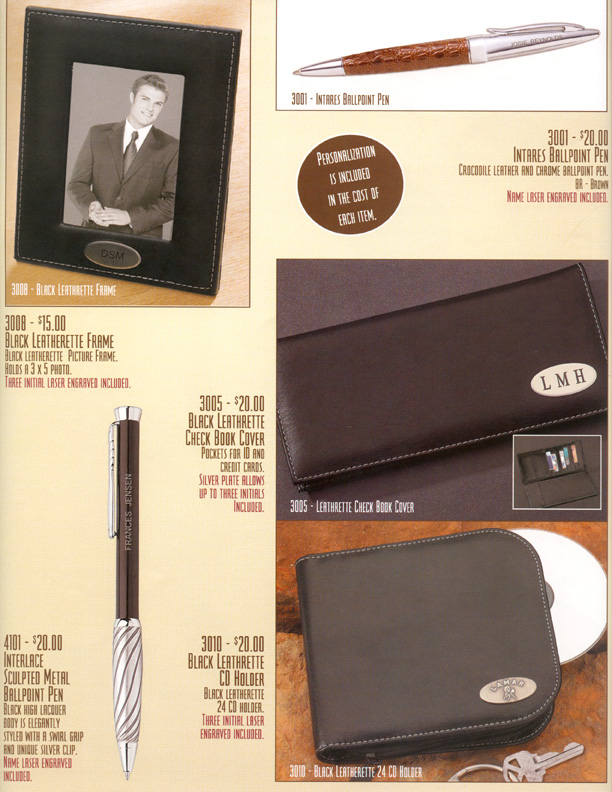 DSM
3008 - Black Leathrette Frame
3008 - $15.00
Black Leatherette Frame
Black leatherette Picture Frame.
Holds a 3 x 5 photo.
Three initial laser engraved included.
3001 - Intares Ballpoint Pen
Personalization
is included
in the cost of
each item.
3001 - $20.00
Intares Ballpoint Pen
Crocodile leather and chrome ballpoint pen.
BR - Brown
Name laser engraved included.
3005 - $20.00
Black Leathrette
Check Book Cover
Pockets for ID and
credit cards.
Silver plate allows
up to three initials
Included.
LMH
3005 - Leathrette Check Book Cover
FRANCES JENSEN
4101 - $20.00
Interlace
Sculpted Metal
Ballpoint Pen
Black high lacquer
body is elegantly
styled with a swirl grip
and unique silver clip.
Name laser engraved
included.
3010 - $20.00
Black Leathrette
CD Holder
Black leatherette
24 CD holder.
Three initial laser
engraved included.
LAMAR
3010 - Black Leatherette 24 CD Holder